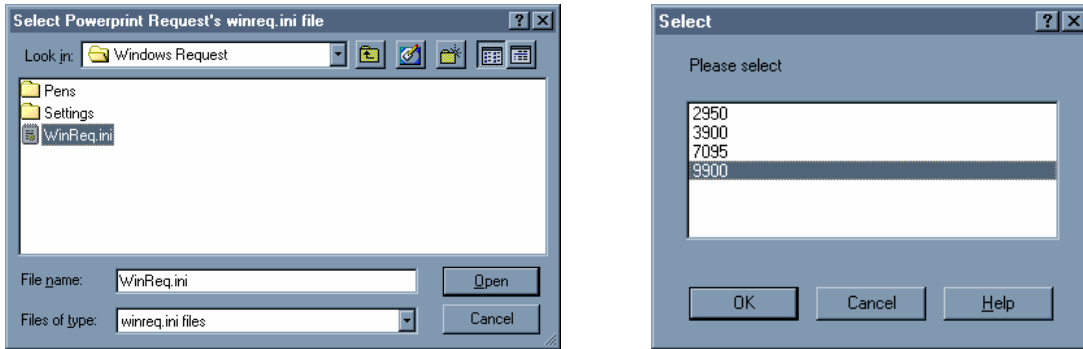 Select Powerprint Request's winreq.ini file
Look in: Windows Request
Pens
Settings
WinReq.ini
File name: WinReq.ini Open
Files of type: winreq.ini files Cancel
Select
Please select
2950
3900
7095
9900
OK Cancel Help